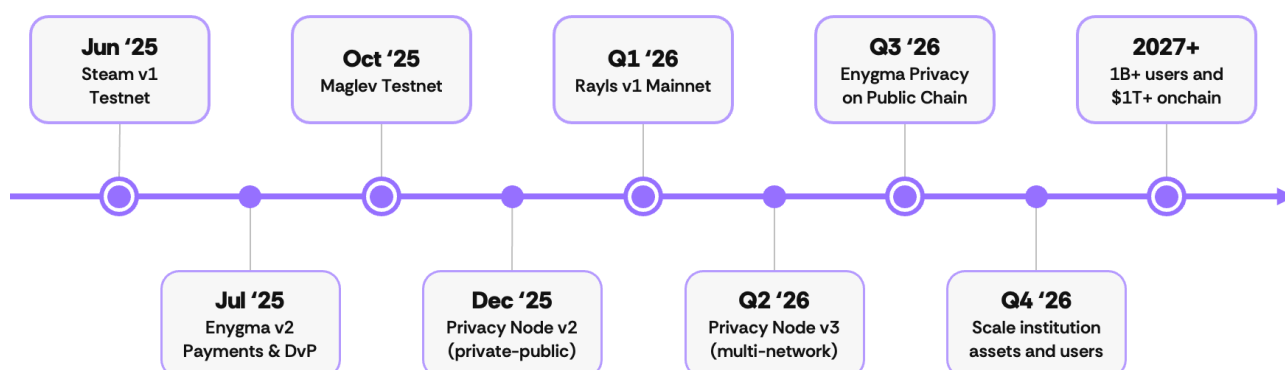 Jun ‘25
Steam v1
Testnet
Jul ‘25
Enygma v2
Payments & DvP
Oct ‘25
Maglev Testnet
Dec ‘25
Privacy Node v2
(private-public)
Q1 ‘26
Rayls v1 Mainnet
Q2 ‘26
Privacy Node v3
(multi-network)
Q3 ‘26
Enygma Privacy
on Public Chain
Q4 ‘26
Scale institution
assets and users
2027+
1B+ users and
$1T+ onchain